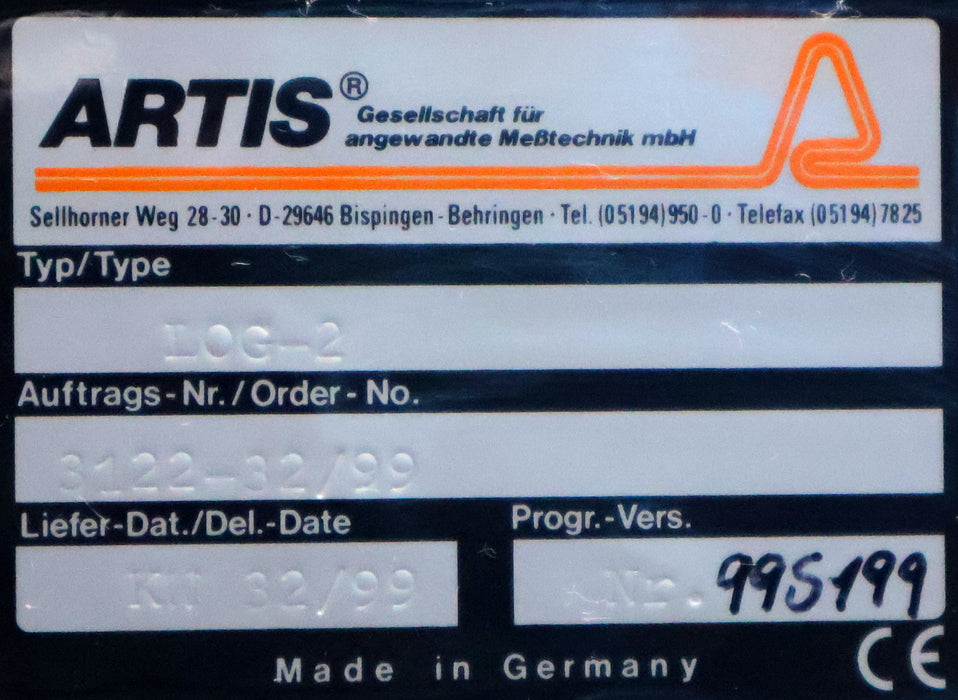 ARTIS®
Gesellschaft für
angewandte Meßtechnik mbH
Sellhorner Weg 28-30 · D-29646 Bispingen-Behringen · Tel. (05194) 950-0 · Telefax (05194) 7825
Typ/Type
LOG-2
Auftrags-Nr./Order-No.
3122-32/99
Liefer-Dat./Del.-Date
Progr.-Vers.
KW 32/99
Nr. 995199
Made in Germany
CE